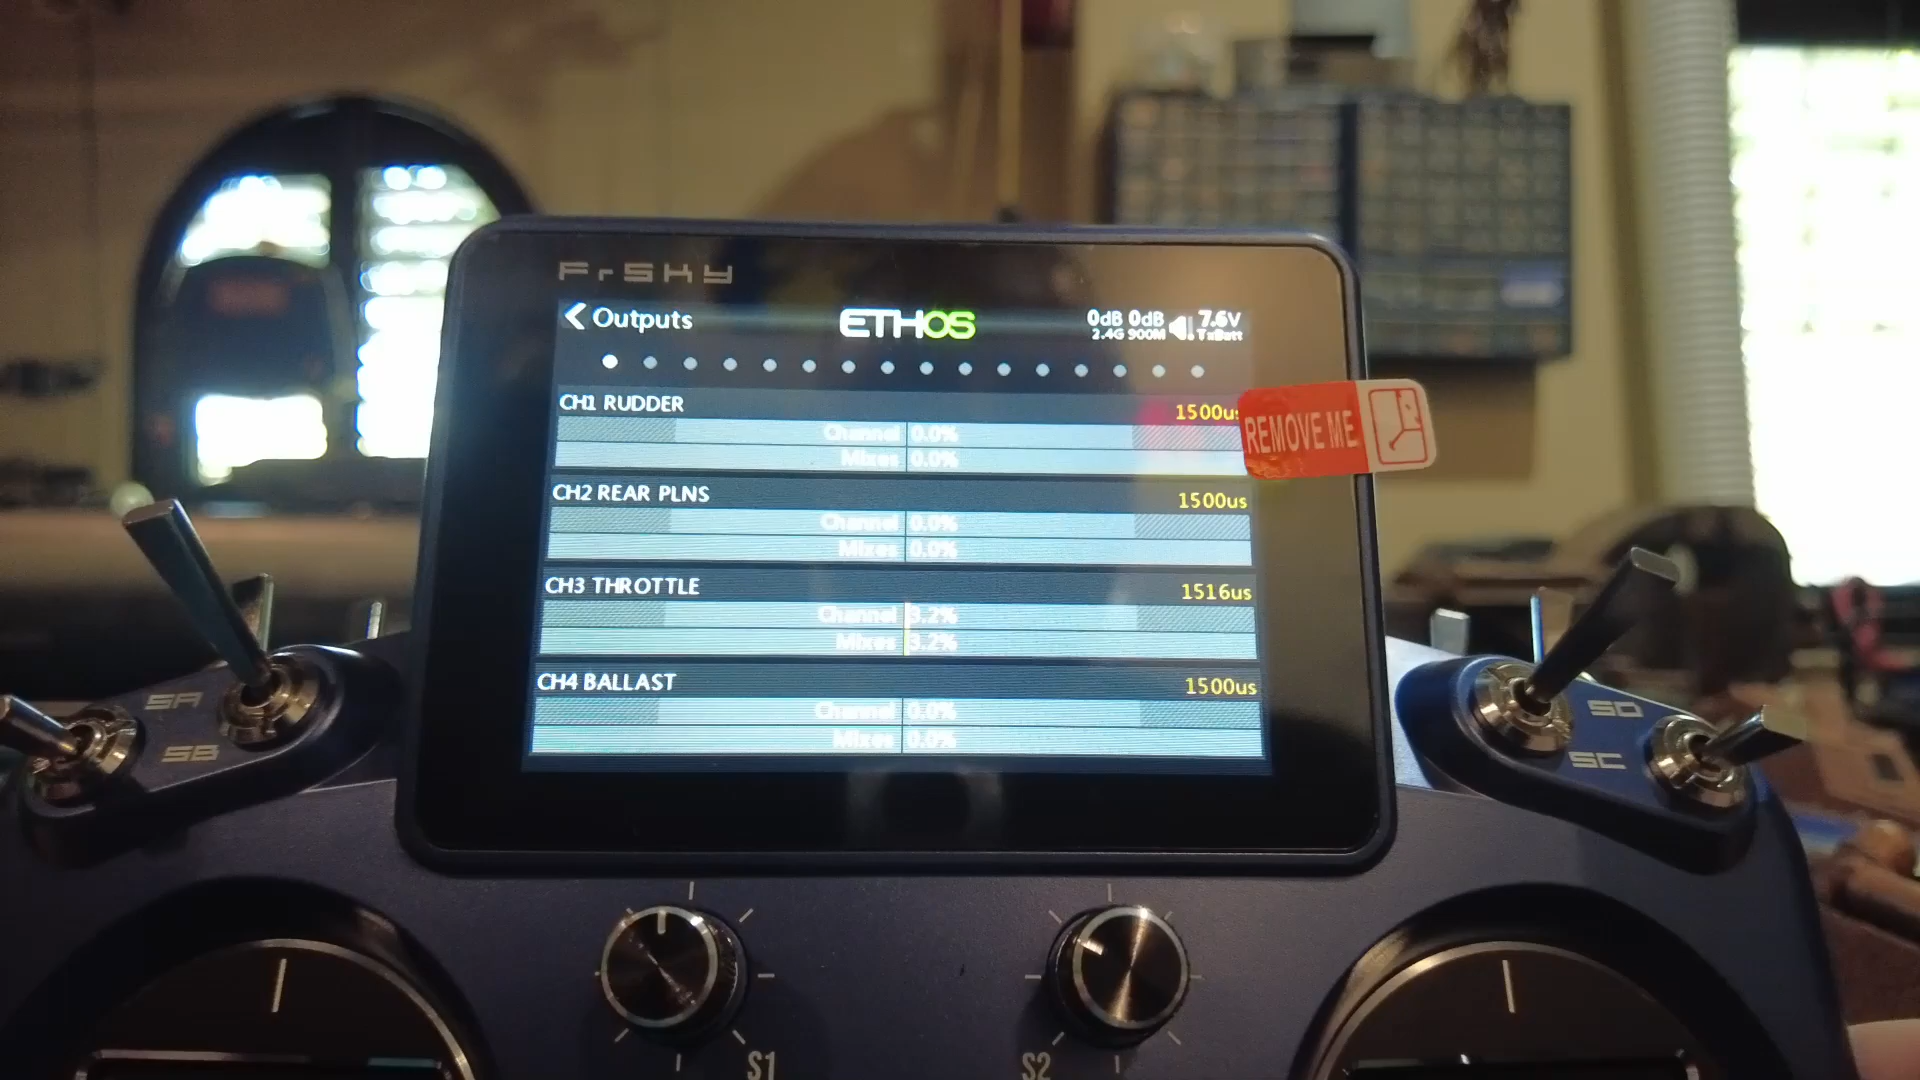 FrSKY
Outputs
ETHOS
0dB 0dB
2.4G 900M
7.6V
TxBatt
CH1 RUDDER
1500us
Channel 0.0%
Mixes 0.0%
REMOVE ME
CH2 REAR PLNS
1500us
Channel 0.0%
Mixes 0.0%
CH3 THROTTLE
1516us
Channel 3.2%
Mixes 3.2%
CH4 BALLAST
1500us
Channel 0.0%
Mixes 0.0%
SA
SB
SD
SC
S1
S2